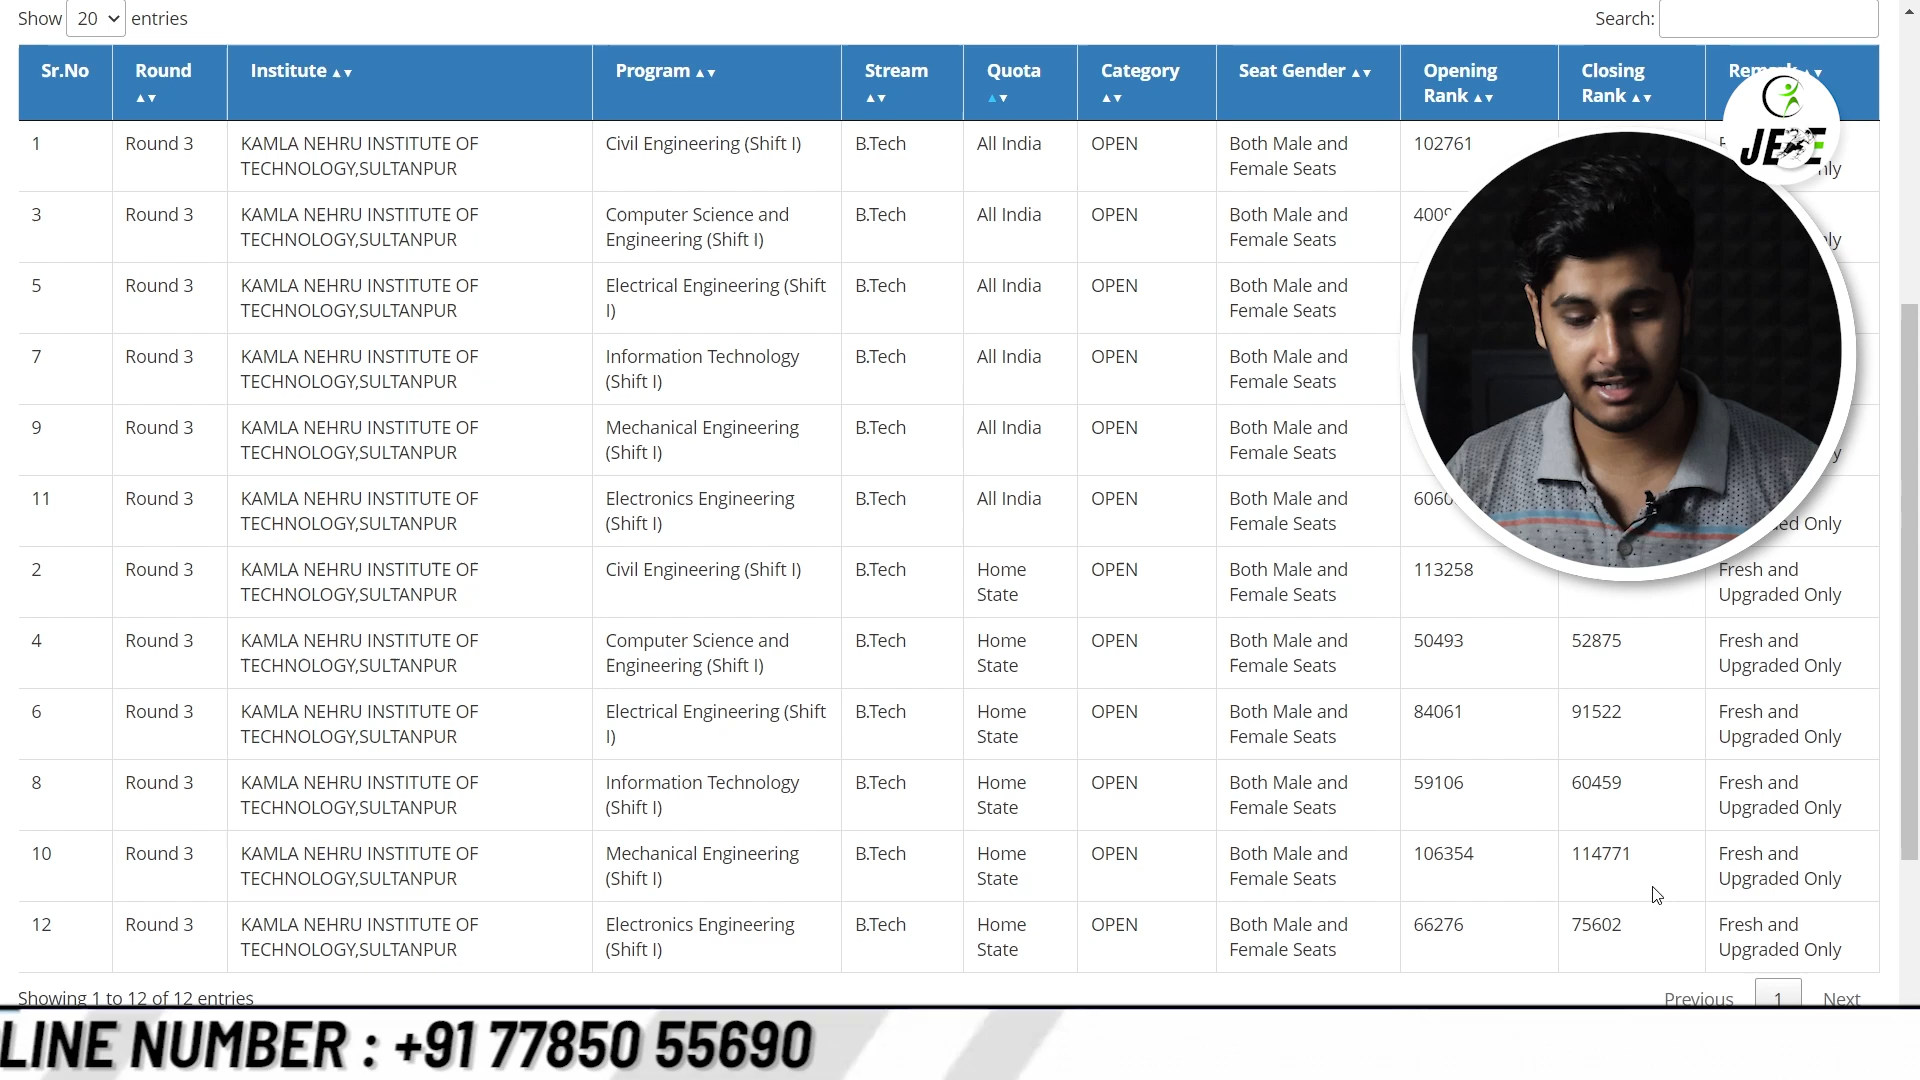 Show 20 entries
Search:
Sr.No Round Institute Program Stream Quota Category Seat Gender Opening Rank Closing Rank
1 Round 3 KAMLA NEHRU INSTITUTE OF TECHNOLOGY,SULTANPUR Civil Engineering (Shift I) B.Tech All India OPEN Both Male and Female Seats 102761
3 Round 3 KAMLA NEHRU INSTITUTE OF TECHNOLOGY,SULTANPUR Computer Science and Engineering (Shift I) B.Tech All India OPEN Both Male and Female Seats
5 Round 3 KAMLA NEHRU INSTITUTE OF TECHNOLOGY,SULTANPUR Electrical Engineering (Shift I) B.Tech All India OPEN Both Male and Female Seats
7 Round 3 KAMLA NEHRU INSTITUTE OF TECHNOLOGY,SULTANPUR Information Technology (Shift I) B.Tech All India OPEN Both Male and Female Seats
9 Round 3 KAMLA NEHRU INSTITUTE OF TECHNOLOGY,SULTANPUR Mechanical Engineering (Shift I) B.Tech All India OPEN Both Male and Female Seats
11 Round 3 KAMLA NEHRU INSTITUTE OF TECHNOLOGY,SULTANPUR Electronics Engineering (Shift I) B.Tech All India OPEN Both Male and Female Seats Only
2 Round 3 KAMLA NEHRU INSTITUTE OF TECHNOLOGY,SULTANPUR Civil Engineering (Shift I) B.Tech Home State OPEN Both Male and Female Seats 113258 Fresh and Upgraded Only
4 Round 3 KAMLA NEHRU INSTITUTE OF TECHNOLOGY,SULTANPUR Computer Science and Engineering (Shift I) B.Tech Home State OPEN Both Male and Female Seats 50493 52875 Fresh and Upgraded Only
6 Round 3 KAMLA NEHRU INSTITUTE OF TECHNOLOGY,SULTANPUR Electrical Engineering (Shift I) B.Tech Home State OPEN Both Male and Female Seats 84061 91522 Fresh and Upgraded Only
8 Round 3 KAMLA NEHRU INSTITUTE OF TECHNOLOGY,SULTANPUR Information Technology (Shift I) B.Tech Home State OPEN Both Male and Female Seats 59106 60459 Fresh and Upgraded Only
10 Round 3 KAMLA NEHRU INSTITUTE OF TECHNOLOGY,SULTANPUR Mechanical Engineering (Shift I) B.Tech Home State OPEN Both Male and Female Seats 106354 114771 Fresh and Upgraded Only
12 Round 3 KAMLA NEHRU INSTITUTE OF TECHNOLOGY,SULTANPUR Electronics Engineering (Shift I) B.Tech Home State OPEN Both Male and Female Seats 66276 75602 Fresh and Upgraded Only
Showing 1 to 12 of 12 entries
Previous 1 Next
LINE NUMBER : +91 77850 55690